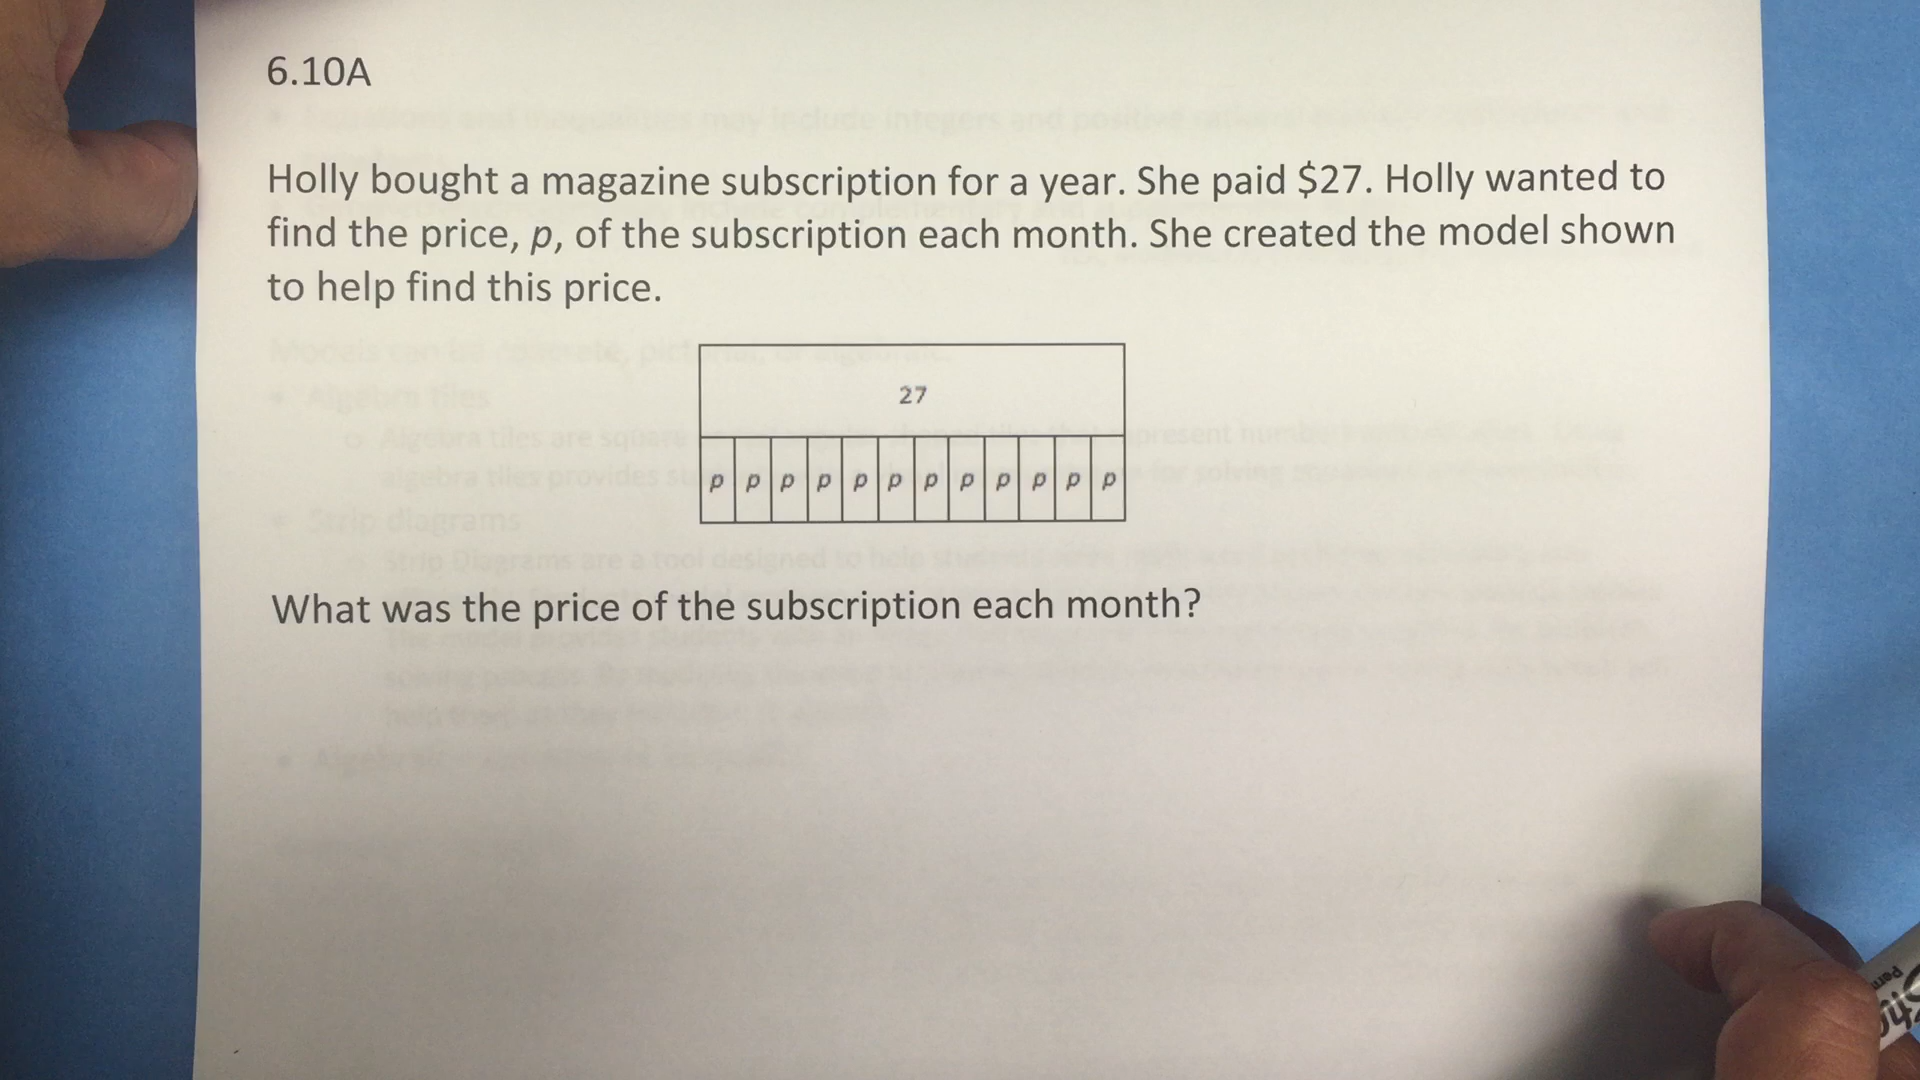 6.10A
Holly bought a magazine subscription for a year. She paid $27. Holly wanted to
find the price, p, of the subscription each month. She created the model shown
to help find this price.
27
p p p p p p p p p p p p
What was the price of the subscription each month?